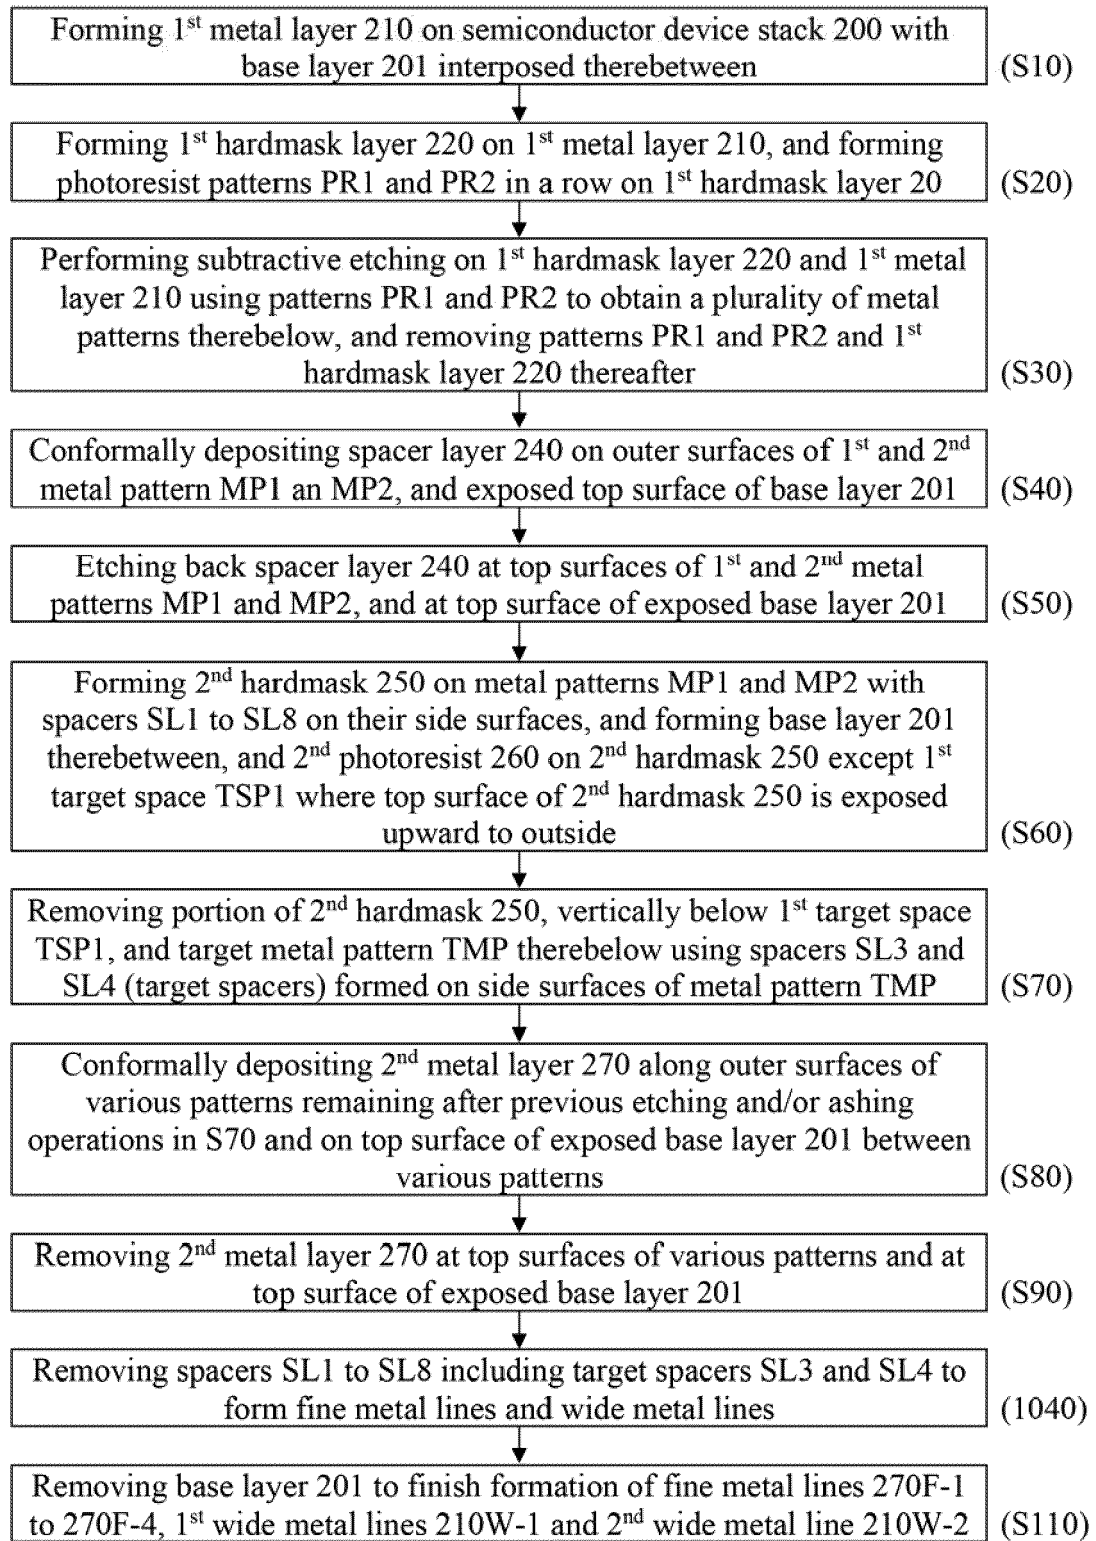 Forming 1st metal layer 210 on semiconductor device stack 200 with
base layer 201 interposed therebetween
(S10)
Forming 1st hardmask layer 220 on 1st metal layer 210, and forming
photoresist patterns PR1 and PR2 in a row on 1st hardmask layer 20
(S20)
Performing subtractive etching on 1st hardmask layer 220 and 1st metal
layer 210 using patterns PR1 and PR2 to obtain a plurality of metal
patterns therebelow, and removing patterns PR1 and PR2 and 1st
hardmask layer 220 thereafter
(S30)
Conformally depositing spacer layer 240 on outer surfaces of 1st and 2nd
metal pattern MP1 an MP2, and exposed top surface of base layer 201
(S40)
Etching back spacer layer 240 at top surfaces of 1st and 2nd metal
patterns MP1 and MP2, and at top surface of exposed base layer 201
(S50)
Forming 2nd hardmask 250 on metal patterns MP1 and MP2 with
spacers SL1 to SL8 on their side surfaces, and forming base layer 201
therebetween, and 2nd photoresist 260 on 2nd hardmask 250 except 1st
target space TSP1 where top surface of 2nd hardmask 250 is exposed
upward to outside
(S60)
Removing portion of 2nd hardmask 250, vertically below 1st target space
TSP1, and target metal pattern TMP therebelow using spacers SL3 and
SL4 (target spacers) formed on side surfaces of metal pattern TMP
(S70)
Conformally depositing 2nd metal layer 270 along outer surfaces of
various patterns remaining after previous etching and/or ashing
operations in S70 and on top surface of exposed base layer 201 between
various patterns
(S80)
Removing 2nd metal layer 270 at top surfaces of various patterns and at
top surface of exposed base layer 201
(S90)
Removing spacers SL1 to SL8 including target spacers SL3 and SL4 to
form fine metal lines and wide metal lines
(1040)
Removing base layer 201 to finish formation of fine metal lines 270F-1
to 270F-4, 1st wide metal lines 210W-1 and 2nd wide metal line 210W-2
(S110)